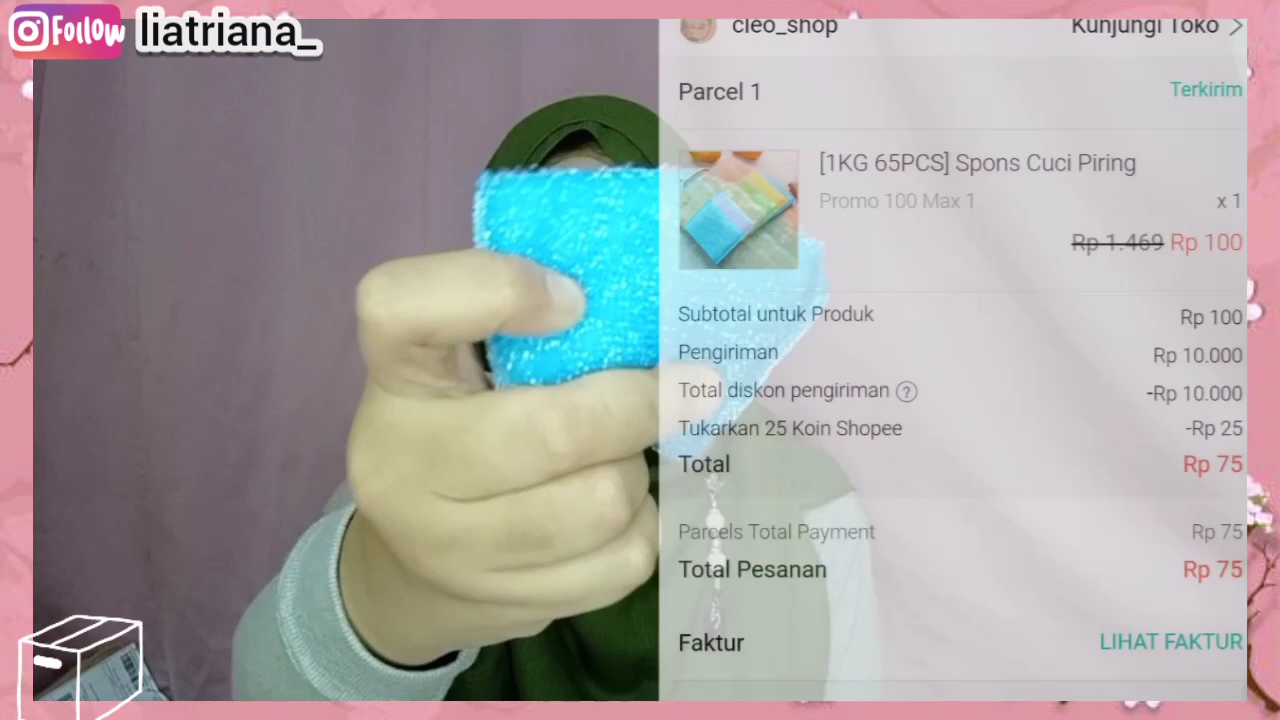 Follow liatriana_
cleo_shop Kunjungi Toko
Parcel 1 Terkirim
[1KG 65PCS] Spons Cuci Piring
Promo 100 Max 1 x 1
Rp 1.469 Rp 100
Subtotal untuk Produk Rp 100
Pengiriman Rp 10.000
Total diskon pengiriman ? -Rp 10.000
Tukarkan 25 Koin Shopee -Rp 25
Total Rp 75
Parcels Total Payment Rp 75
Total Pesanan Rp 75
Faktur LIHAT FAKTUR